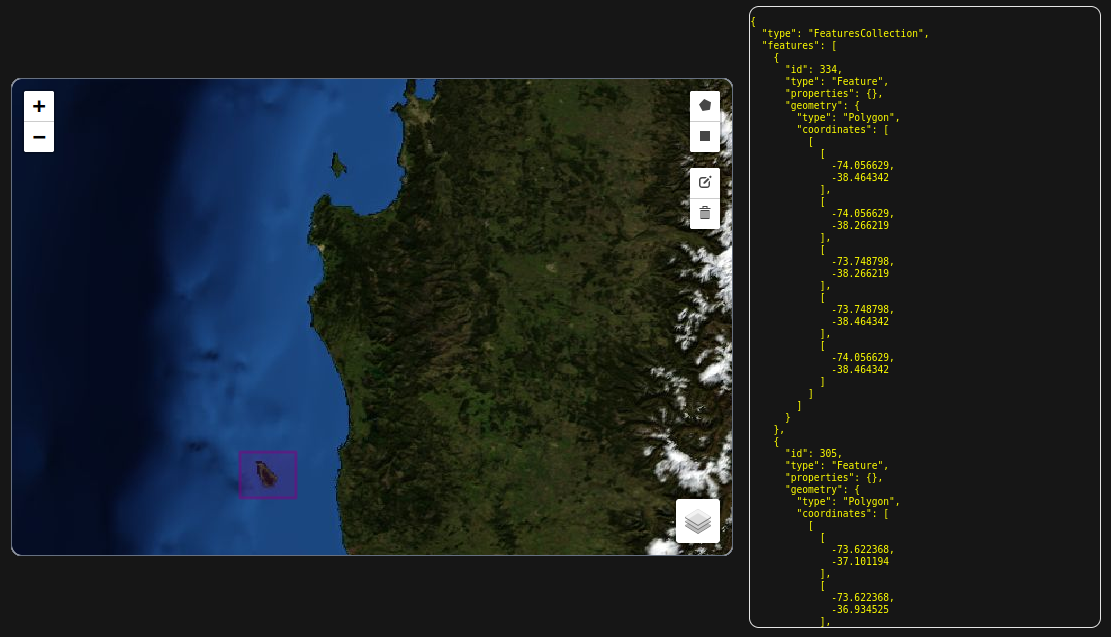 +
−
{
  "type": "FeaturesCollection",
  "features": [
    {
      "id": 334,
      "type": "Feature",
      "properties": {},
      "geometry": {
        "type": "Polygon",
        "coordinates": [
          [
            [
              -74.056629,
              -38.464342
            ],
            [
              -74.056629,
              -38.266219
            ],
            [
              -73.748798,
              -38.266219
            ],
            [
              -73.748798,
              -38.464342
            ],
            [
              -74.056629,
              -38.464342
            ]
          ]
        ]
      }
    },
    {
      "id": 305,
      "type": "Feature",
      "properties": {},
      "geometry": {
        "type": "Polygon",
        "coordinates": [
          [
            [
              -73.622368,
              -37.101194
            ],
            [
              -73.622368,
              -36.934525
            ],